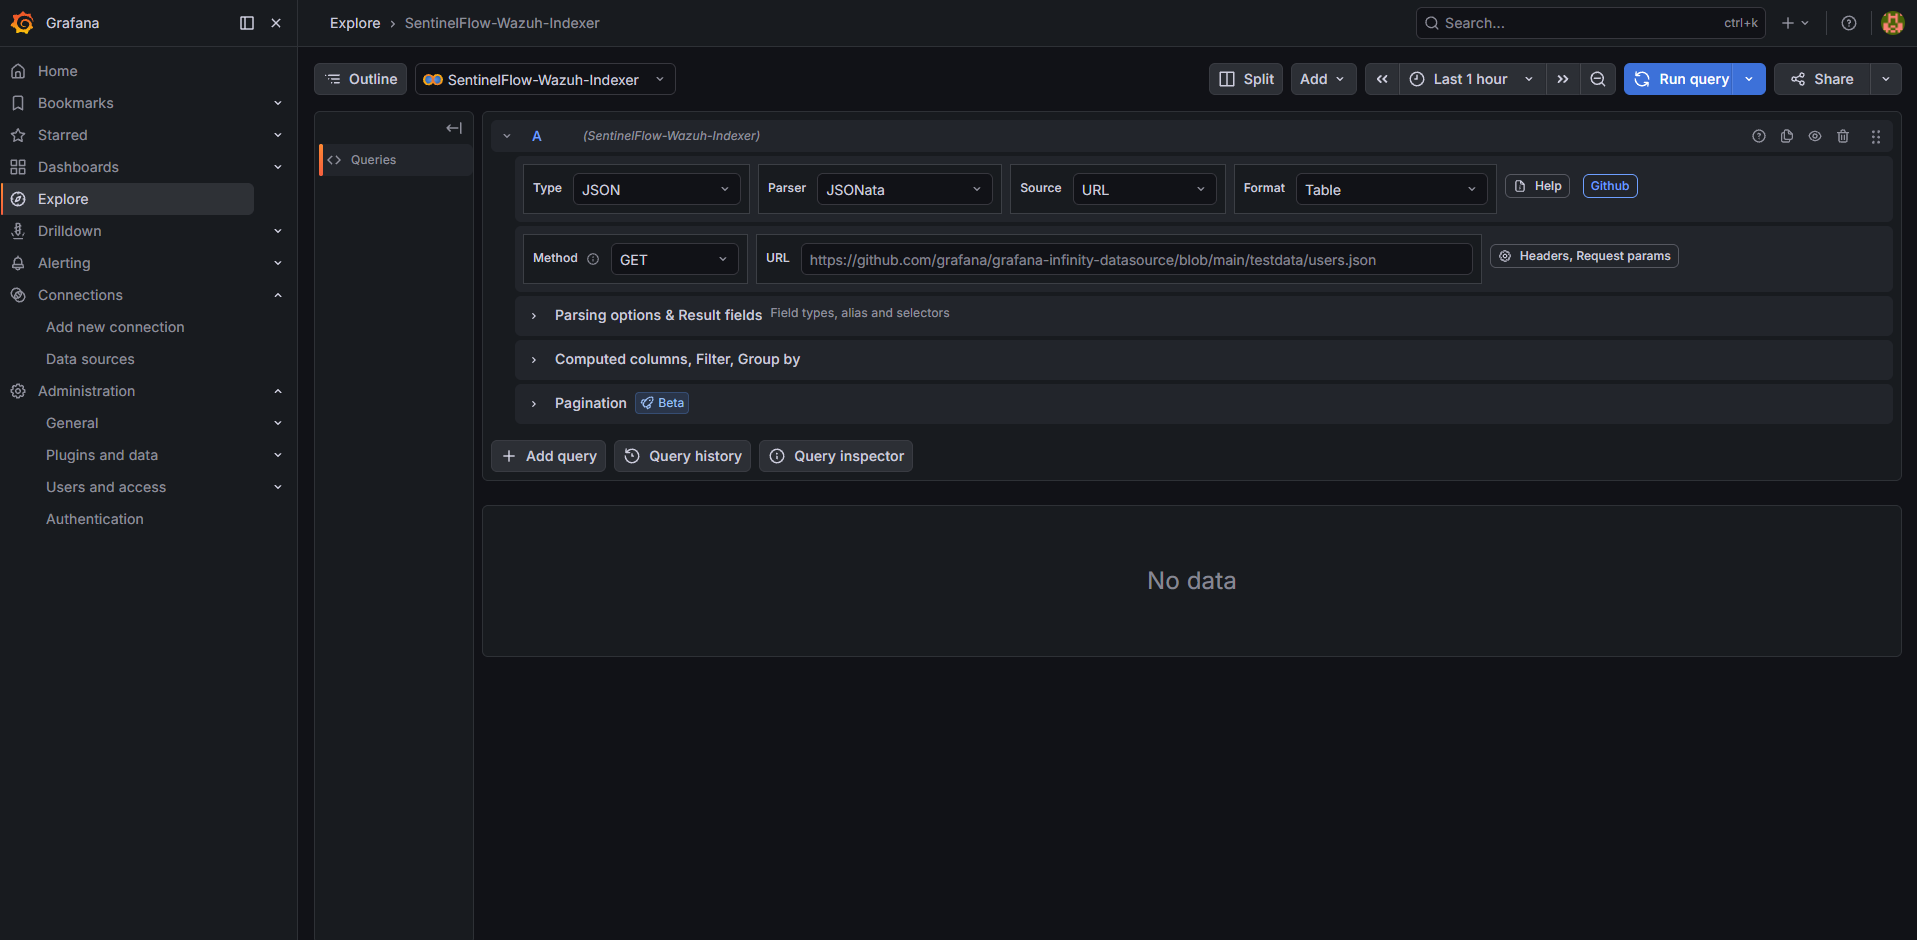 Grafana
Explore › SentinelFlow-Wazuh-Indexer
Search...
ctrl+k
Home
Bookmarks
Starred
Dashboards
Explore
Drilldown
Alerting
Connections
Add new connection
Data sources
Administration
General
Plugins and data
Users and access
Authentication
Outline
SentinelFlow-Wazuh-Indexer
Split
Add
Last 1 hour
Run query
Share
Queries
A (SentinelFlow-Wazuh-Indexer)
Type JSON Parser JSONata Source URL Format Table Help Github
Method GET URL https://github.com/grafana/grafana-infinity-datasource/blob/main/testdata/users.json Headers, Request params
Parsing options & Result fields Field types, alias and selectors
Computed columns, Filter, Group by
Pagination Beta
Add query Query history Query inspector
No data